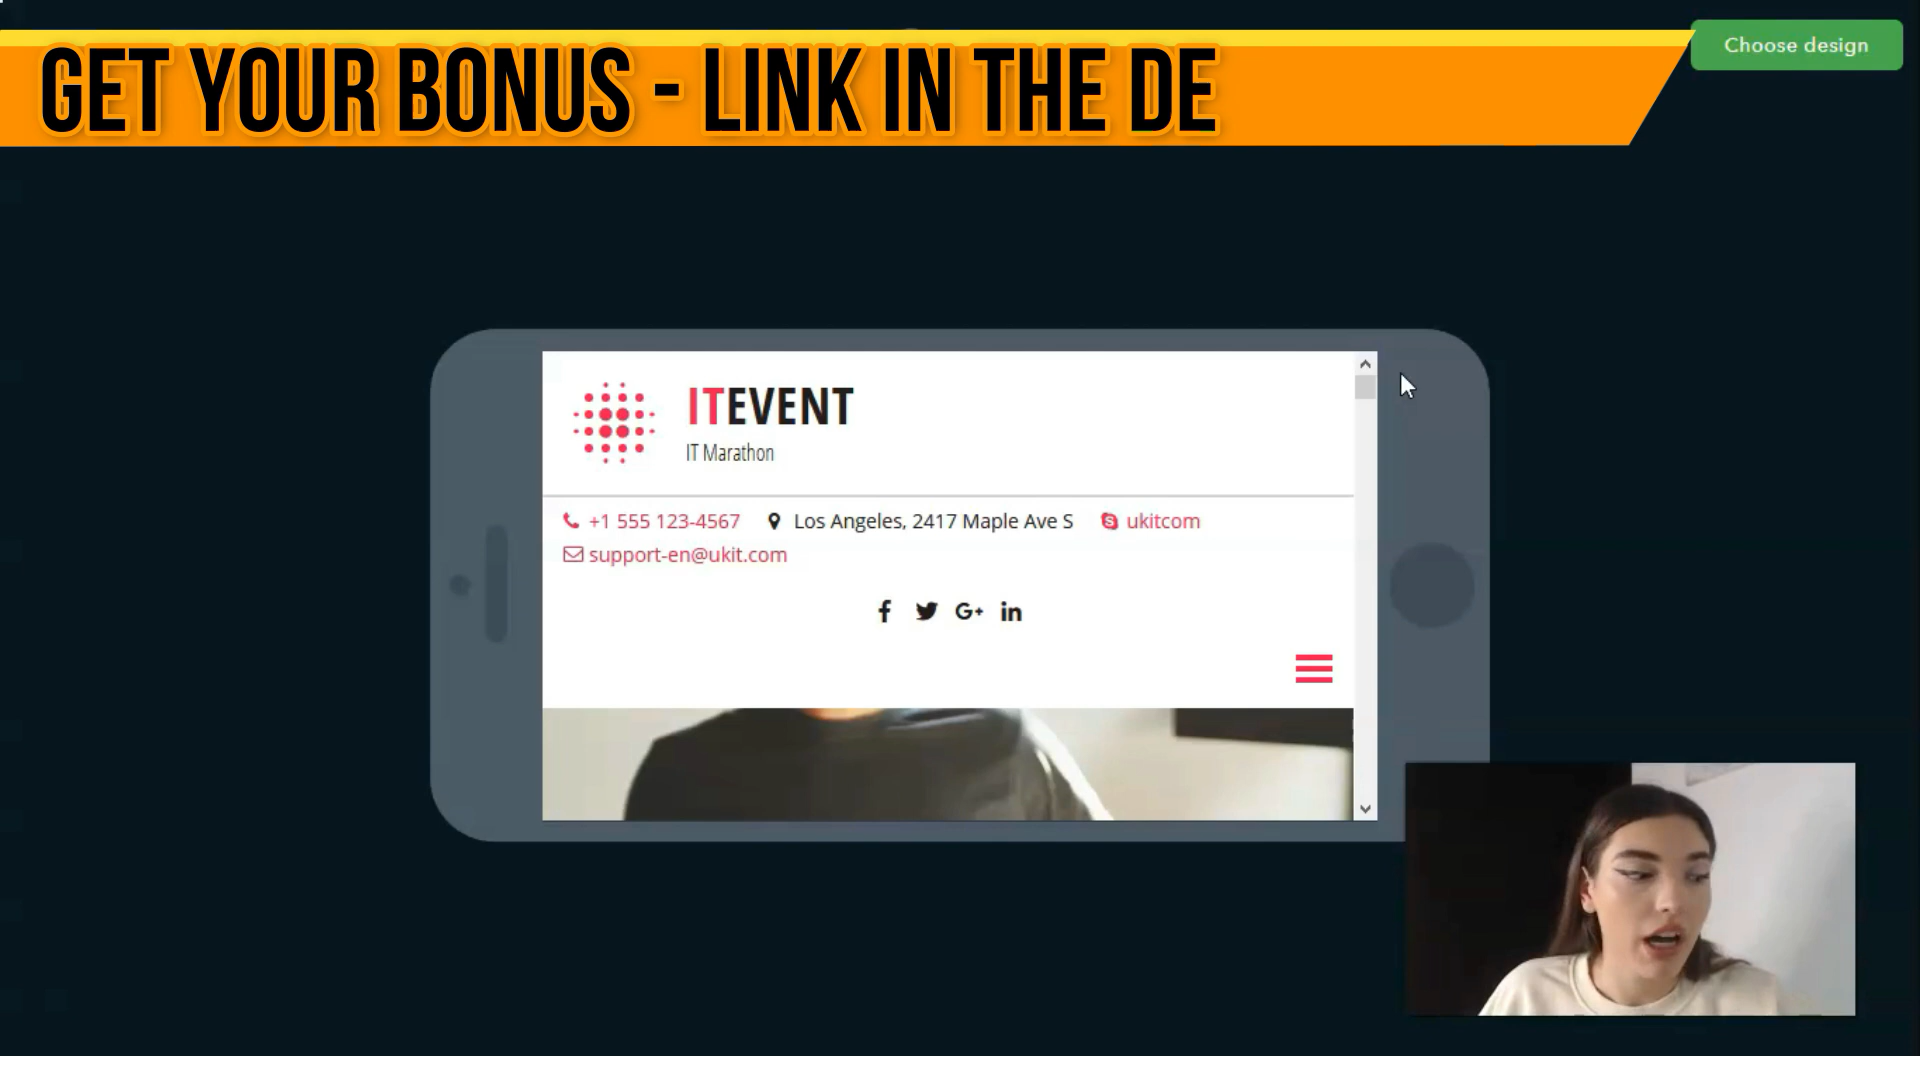 GET YOUR BONUS - LINK IN THE DE
Choose design
ITEVENT
IT Marathon
+1 555 123-4567 Los Angeles, 2417 Maple Ave S ukitcom
support-en@ukit.com
G+ in